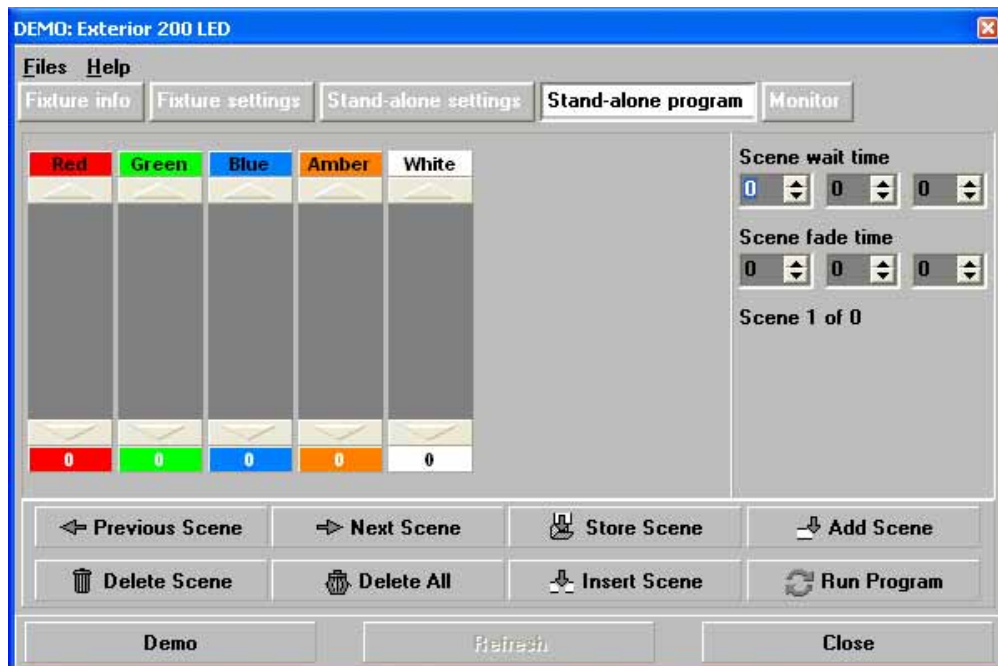 DEMO: Exterior 200 LED
Files Help
Fixture info Fixture settings Stand-alone settings Stand-alone program Monitor
Red Green Blue Amber White
0 0 0 0 0
Scene wait time
0 0 0
Scene fade time
0 0 0
Scene 1 of 0
Previous Scene Next Scene Store Scene Add Scene
Delete Scene Delete All Insert Scene Run Program
Demo Refresh Close